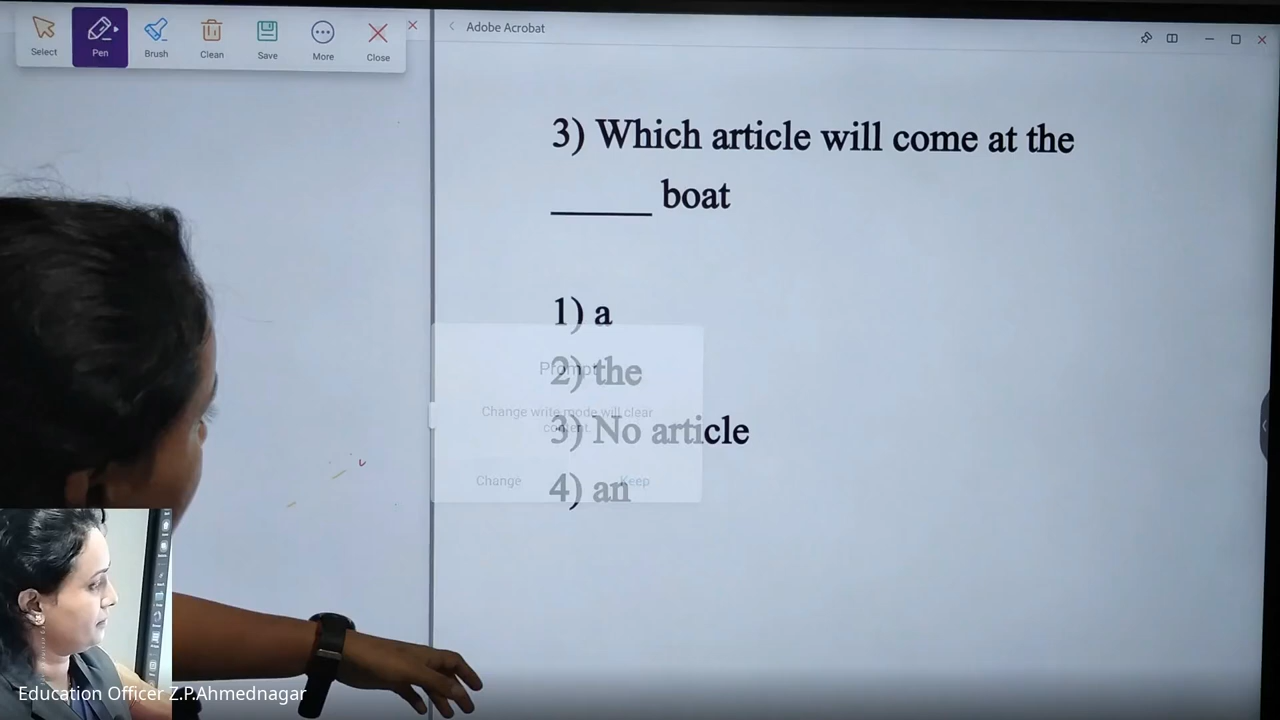 Select Pen Brush Clean Save More Close
Adobe Acrobat
3) Which article will come at the
_____ boat
1) a
2) the
3) No article
4) an
Prompt
Change write mode will clear
content.
Change Keep
Education Officer Z.P.Ahmednagar